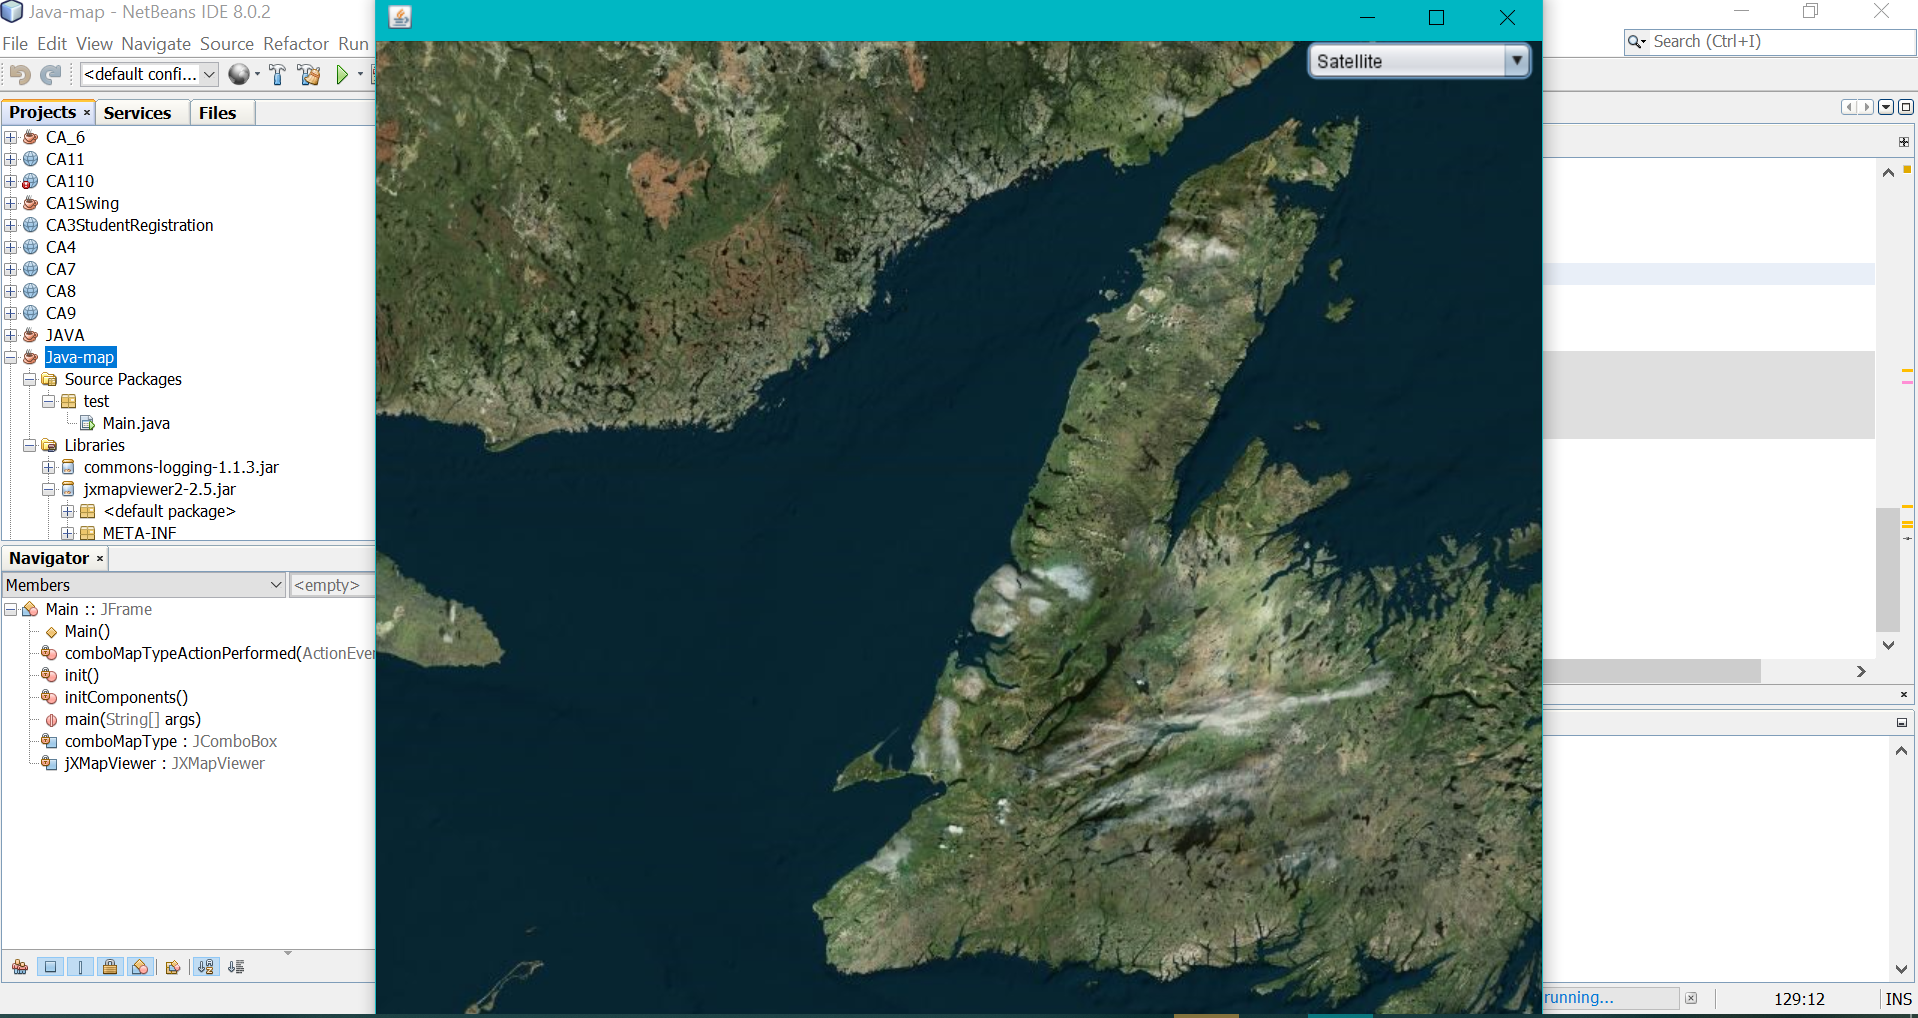 Java-map - NetBeans IDE 8.0.2
File Edit View Navigate Source Refactor Run
Search (Ctrl+I)
<default confi...
Satellite
Projects
Services
Files
CA_6
CA11
CA110
CA1Swing
CA3StudentRegistration
CA4
CA7
CA8
CA9
JAVA
Java-map
Source Packages
test
Main.java
Libraries
commons-logging-1.1.3.jar
jxmapviewer2-2.5.jar
<default package>
META-INF
Navigator
Members
<empty>
Main :: JFrame
Main()
comboMapTypeActionPerformed(ActionEver
init()
initComponents()
main(String[] args)
comboMapType : JComboBox
jXMapViewer : JXMapViewer
running...
129:12
INS